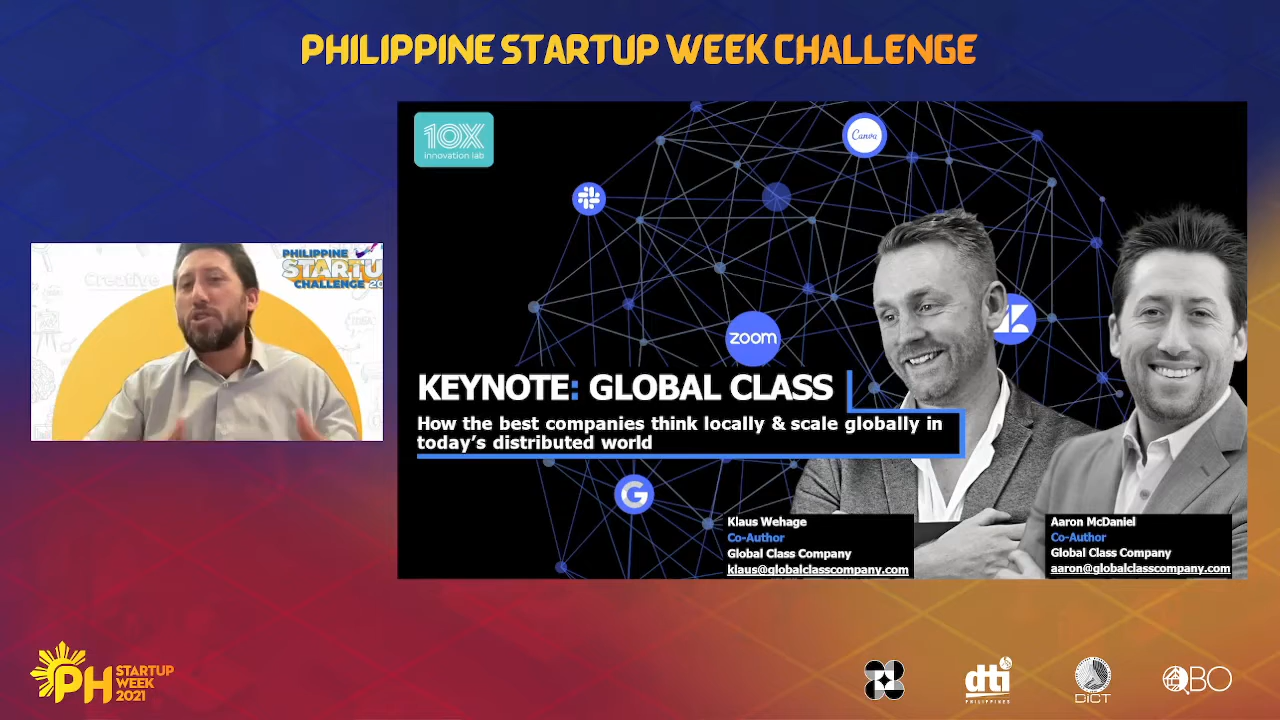 PHILIPPINE STARTUP WEEK CHALLENGE
10X
innovation lab
Canva
Creative
PHILIPPINE
STARTU
CHALLENGE 20
zoom
KEYNOTE: GLOBAL CLASS
How the best companies think locally & scale globally in
today's distributed world
G
Klaus Wehage
Co-Author
Global Class Company
klaus@globalclasscompany.com
Aaron McDaniel
Co-Author
Global Class Company
aaron@globalclasscompany.com
PH STARTUP
WEEK
2021
dti
PHILIPPINES
DICT
QBO